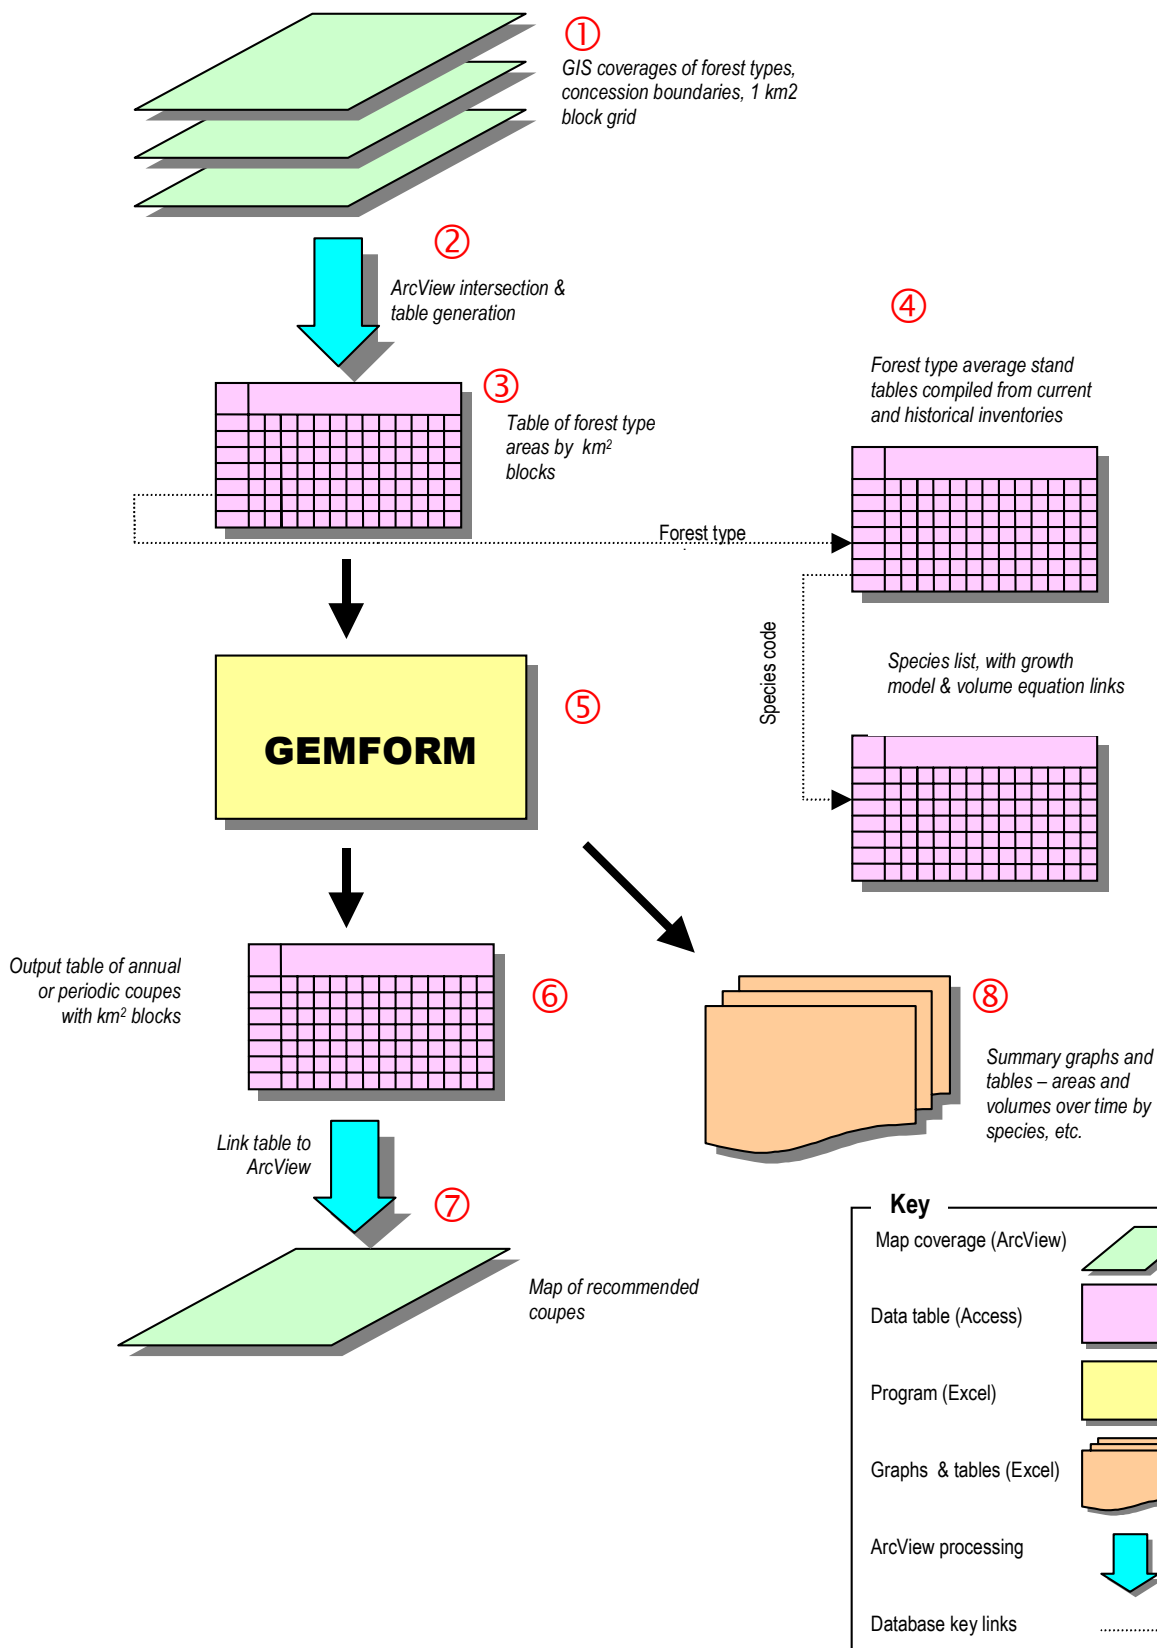 ①
GIS coverages of forest types,
concession boundaries, 1 km2
block grid
②
ArcView intersection &
table generation
③
Table of forest type
areas by km²
blocks
④
Forest type average stand
tables compiled from current
and historical inventories
Forest type
Species code
Species list, with growth
model & volume equation links
⑤
GEMFORM
Output table of annual
or periodic coupes
with km² blocks
⑥
⑧
Summary graphs and
tables – areas and
volumes over time by
species, etc.
Link table to
ArcView
⑦
Map of recommended
coupes
Key
Map coverage (ArcView)
Data table (Access)
Program (Excel)
Graphs & tables (Excel)
ArcView processing
Database key links